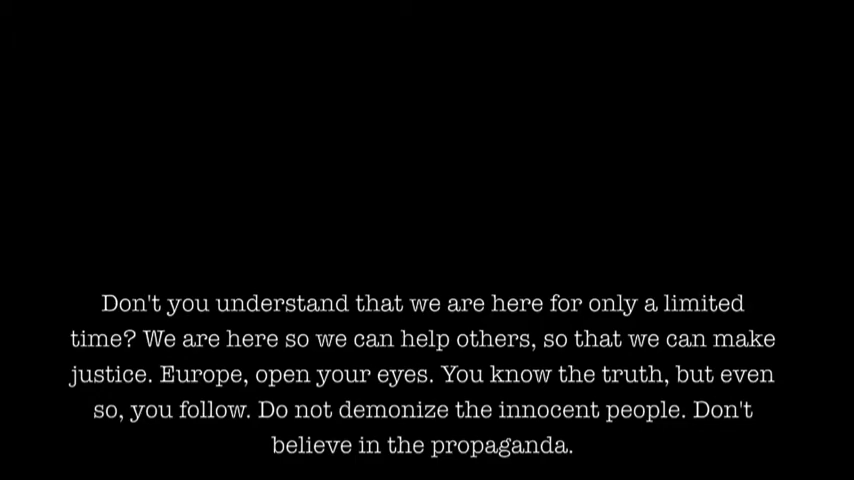 Don't you understand that we are here for only a limited
time? We are here so we can help others, so that we can make
justice. Europe, open your eyes. You know the truth, but even
so, you follow. Do not demonize the innocent people. Don't
believe in the propaganda.